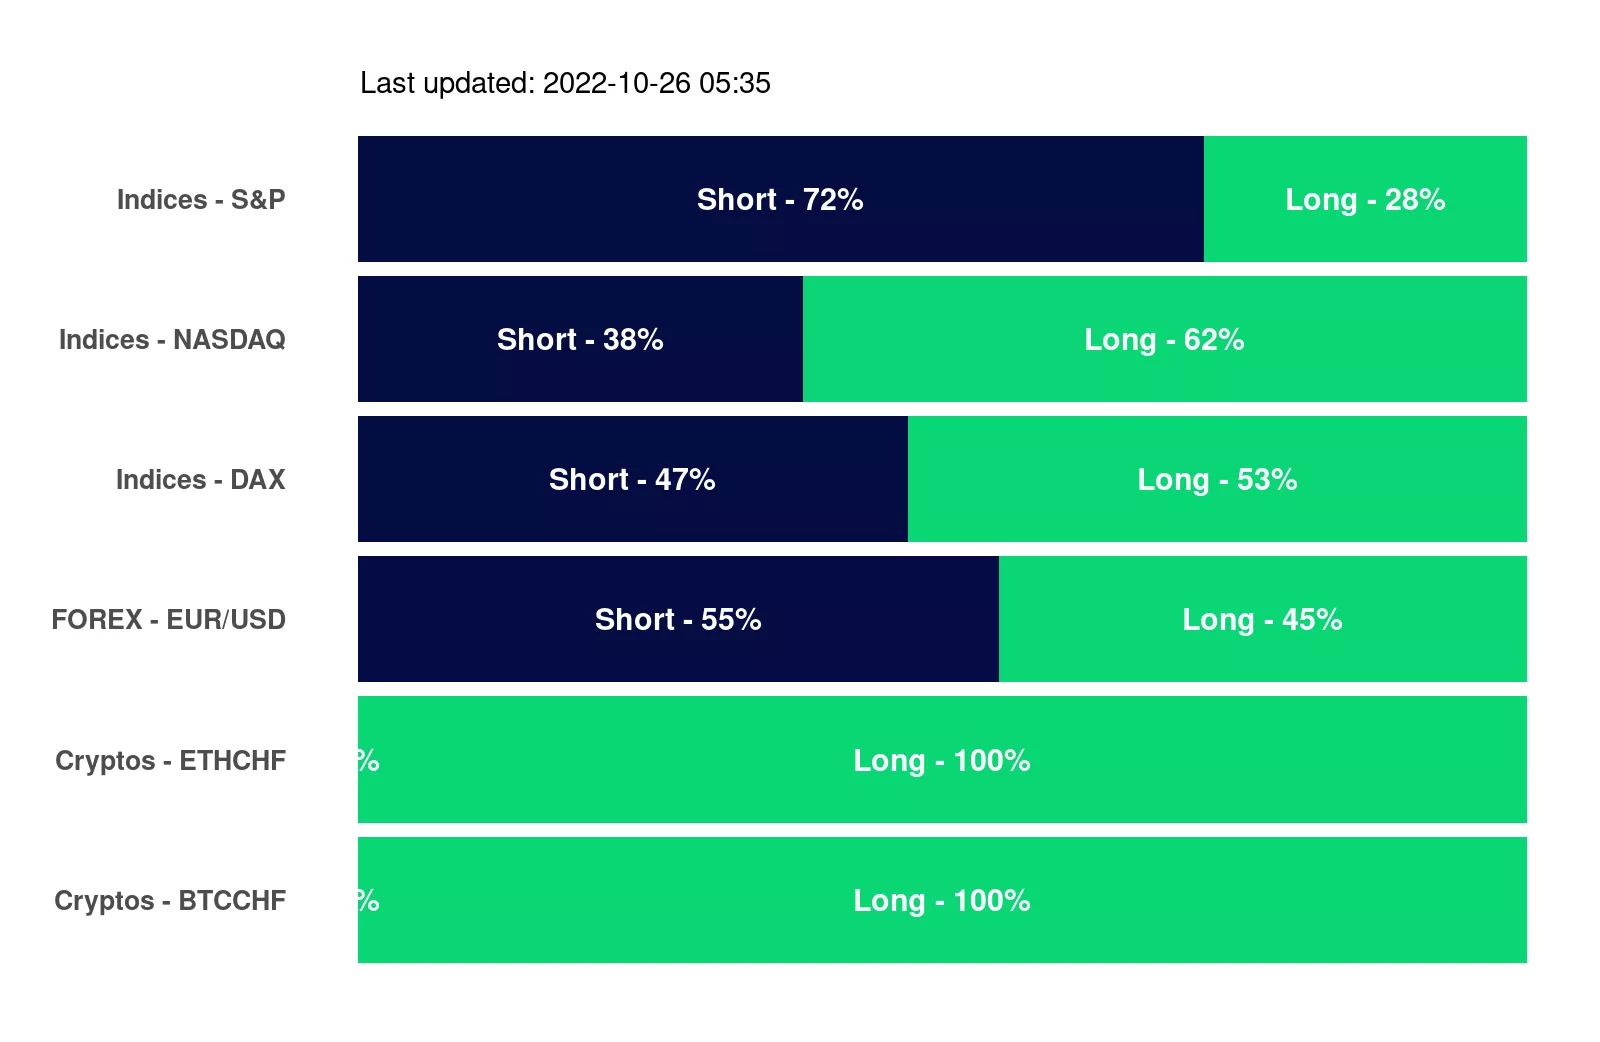 Last updated: 2022-10-26 05:35
Indices - S&P Short - 72% Long - 28%
Indices - NASDAQ Short - 38% Long - 62%
Indices - DAX Short - 47% Long - 53%
FOREX - EUR/USD Short - 55% Long - 45%
Cryptos - ETHCHF % Long - 100%
Cryptos - BTCCHF % Long - 100%